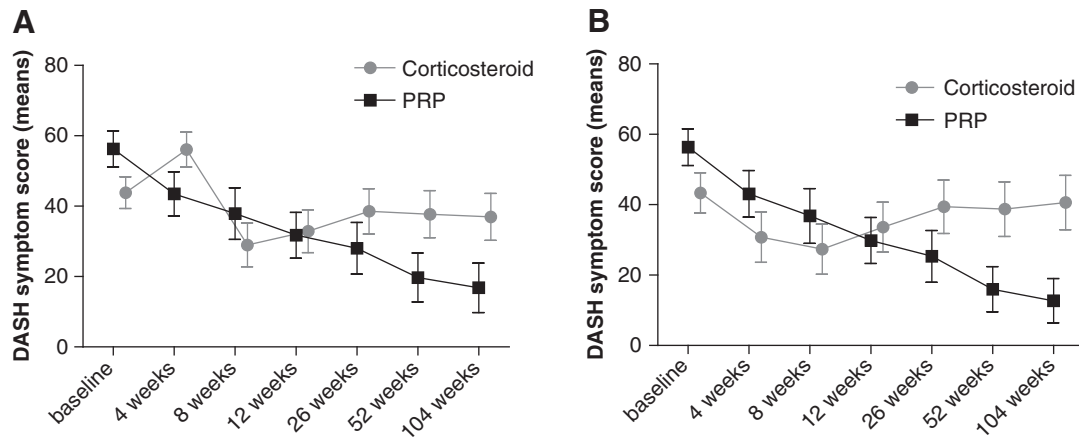 A
DASH symptom score (means)
80
60
40
20
0
Corticosteroid
PRP
baseline
4 weeks
8 weeks
12 weeks
26 weeks
52 weeks
104 weeks
B
DASH symptom score (means)
80
60
40
20
0
Corticosteroid
PRP
baseline
4 weeks
8 weeks
12 weeks
26 weeks
52 weeks
104 weeks